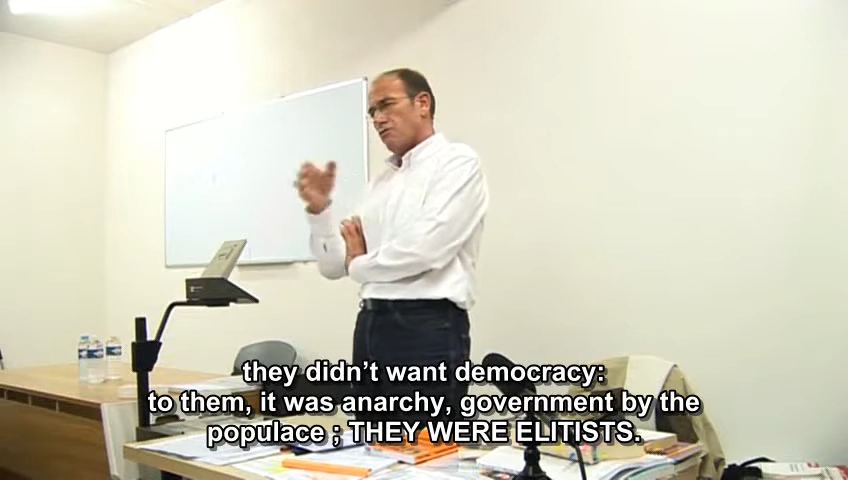 they didn’t want democracy:
to them, it was anarchy, government by the
populace ; THEY WERE ELITISTS.